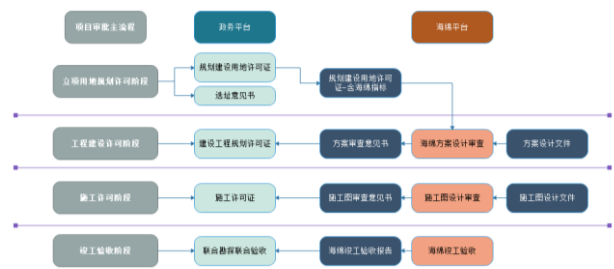 项目审批主流程
政务平台
海绵平台
立项用地规划许可阶段
规划建设用地许可证
选址意见书
规划建设用地许可
证-含海绵指标
工程建设许可阶段
建设工程规划许可证
方案审查意见书
海绵方案设计审查
方案设计文件
施工许可阶段
施工许可证
施工图审查意见书
施工图设计审查
施工图设计文件
竣工验收阶段
联合勘探联合验收
海绵竣工验收报告
海绵竣工验收